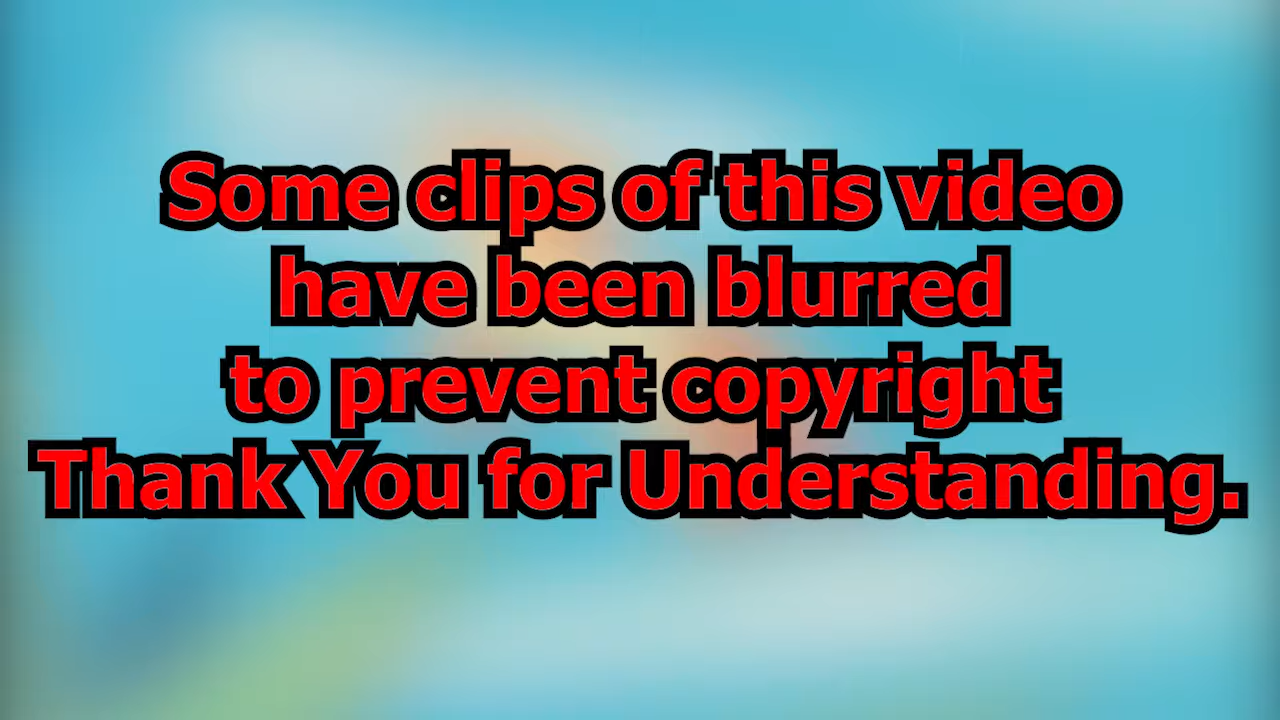 Some clips of this video
have been blurred
to prevent copyright
Thank You for Understanding.